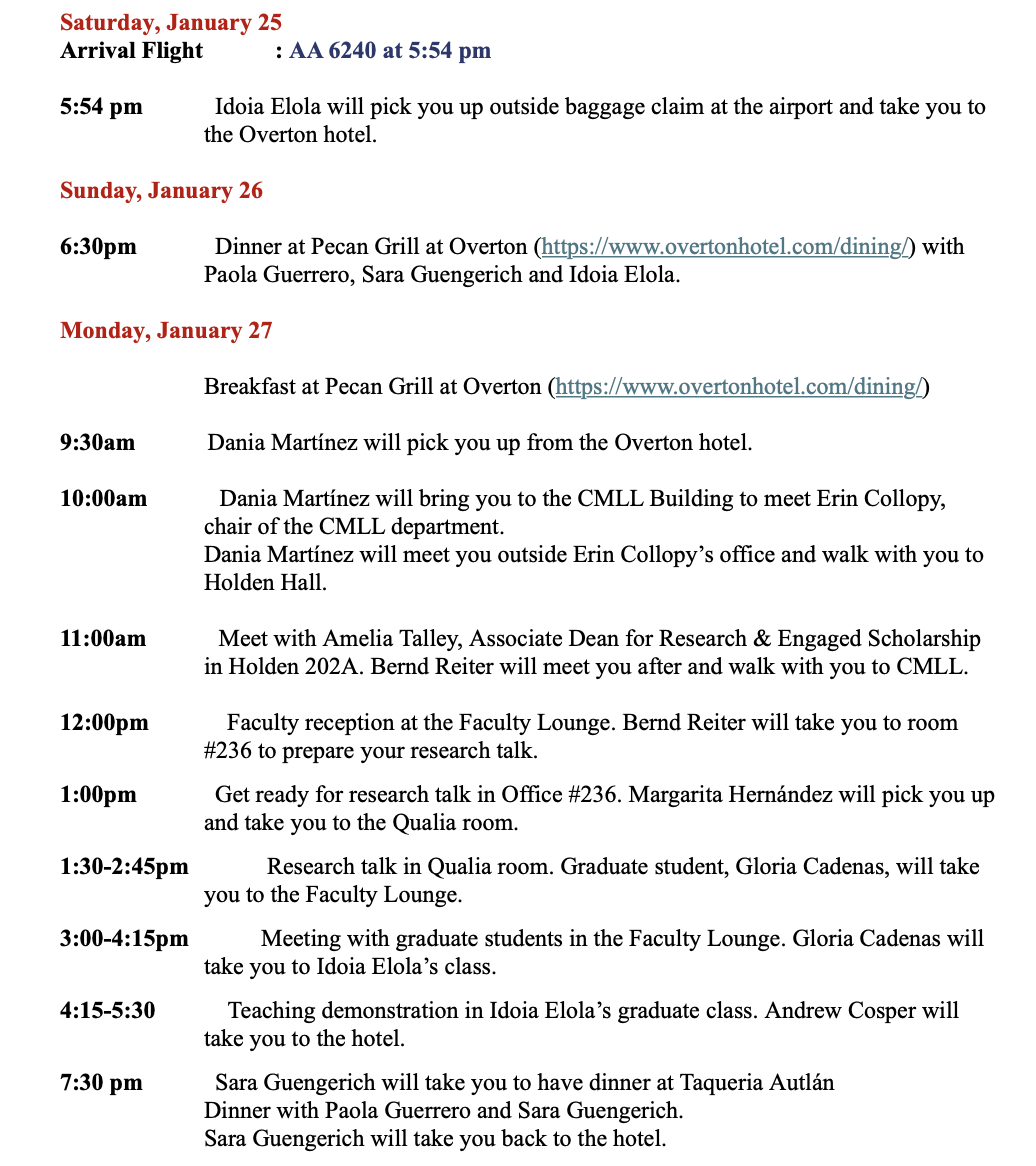 Saturday, January 25
Arrival Flight : AA 6240 at 5:54 pm
5:54 pm Idoia Elola will pick you up outside baggage claim at the airport and take you to
the Overton hotel.
Sunday, January 26
6:30pm Dinner at Pecan Grill at Overton (https://www.overtonhotel.com/dining/) with
Paola Guerrero, Sara Guengerich and Idoia Elola.
Monday, January 27
Breakfast at Pecan Grill at Overton (https://www.overtonhotel.com/dining/)
9:30am Dania Martínez will pick you up from the Overton hotel.
10:00am Dania Martínez will bring you to the CMLL Building to meet Erin Collopy,
chair of the CMLL department.
Dania Martínez will meet you outside Erin Collopy’s office and walk with you to
Holden Hall.
11:00am Meet with Amelia Talley, Associate Dean for Research & Engaged Scholarship
in Holden 202A. Bernd Reiter will meet you after and walk with you to CMLL.
12:00pm Faculty reception at the Faculty Lounge. Bernd Reiter will take you to room
#236 to prepare your research talk.
1:00pm Get ready for research talk in Office #236. Margarita Hernández will pick you up
and take you to the Qualia room.
1:30-2:45pm Research talk in Qualia room. Graduate student, Gloria Cadenas, will take
you to the Faculty Lounge.
3:00-4:15pm Meeting with graduate students in the Faculty Lounge. Gloria Cadenas will
take you to Idoia Elola’s class.
4:15-5:30 Teaching demonstration in Idoia Elola’s graduate class. Andrew Cosper will
take you to the hotel.
7:30 pm Sara Guengerich will take you to have dinner at Taqueria Autlán
Dinner with Paola Guerrero and Sara Guengerich.
Sara Guengerich will take you back to the hotel.